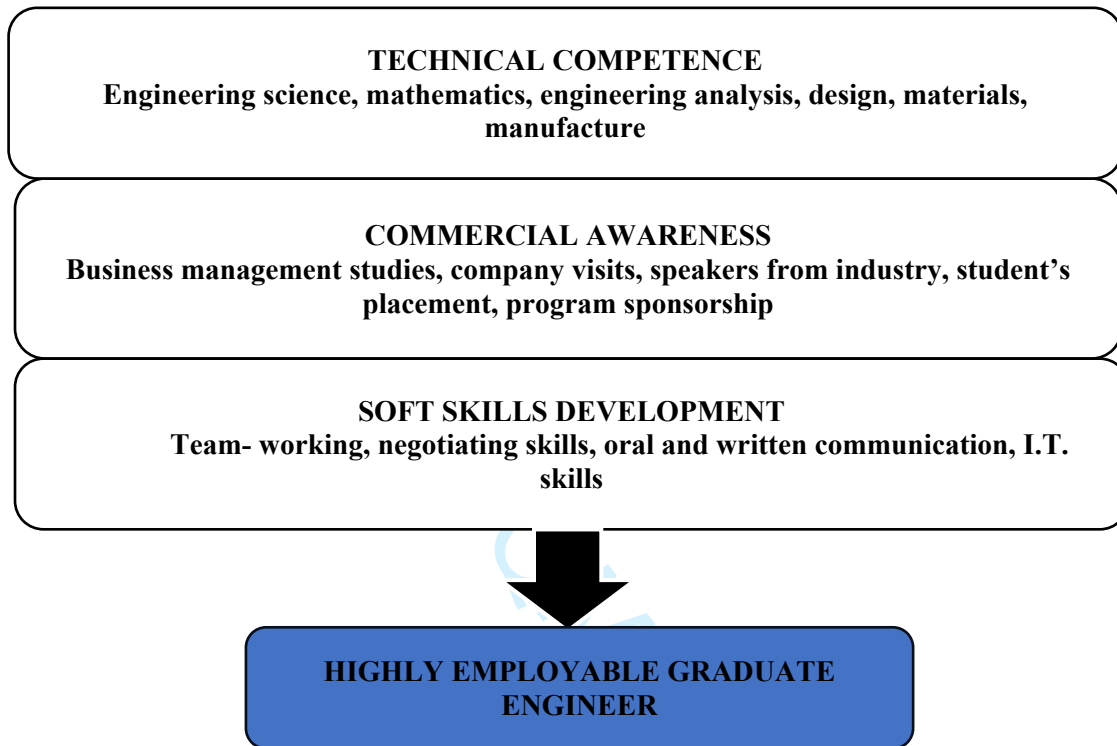 TECHNICAL COMPETENCE
Engineering science, mathematics, engineering analysis, design, materials,
manufacture
COMMERCIAL AWARENESS
Business management studies, company visits, speakers from industry, student’s
placement, program sponsorship
SOFT SKILLS DEVELOPMENT
Team- working, negotiating skills, oral and written communication, I.T.
skills
HIGHLY EMPLOYABLE GRADUATE
ENGINEER